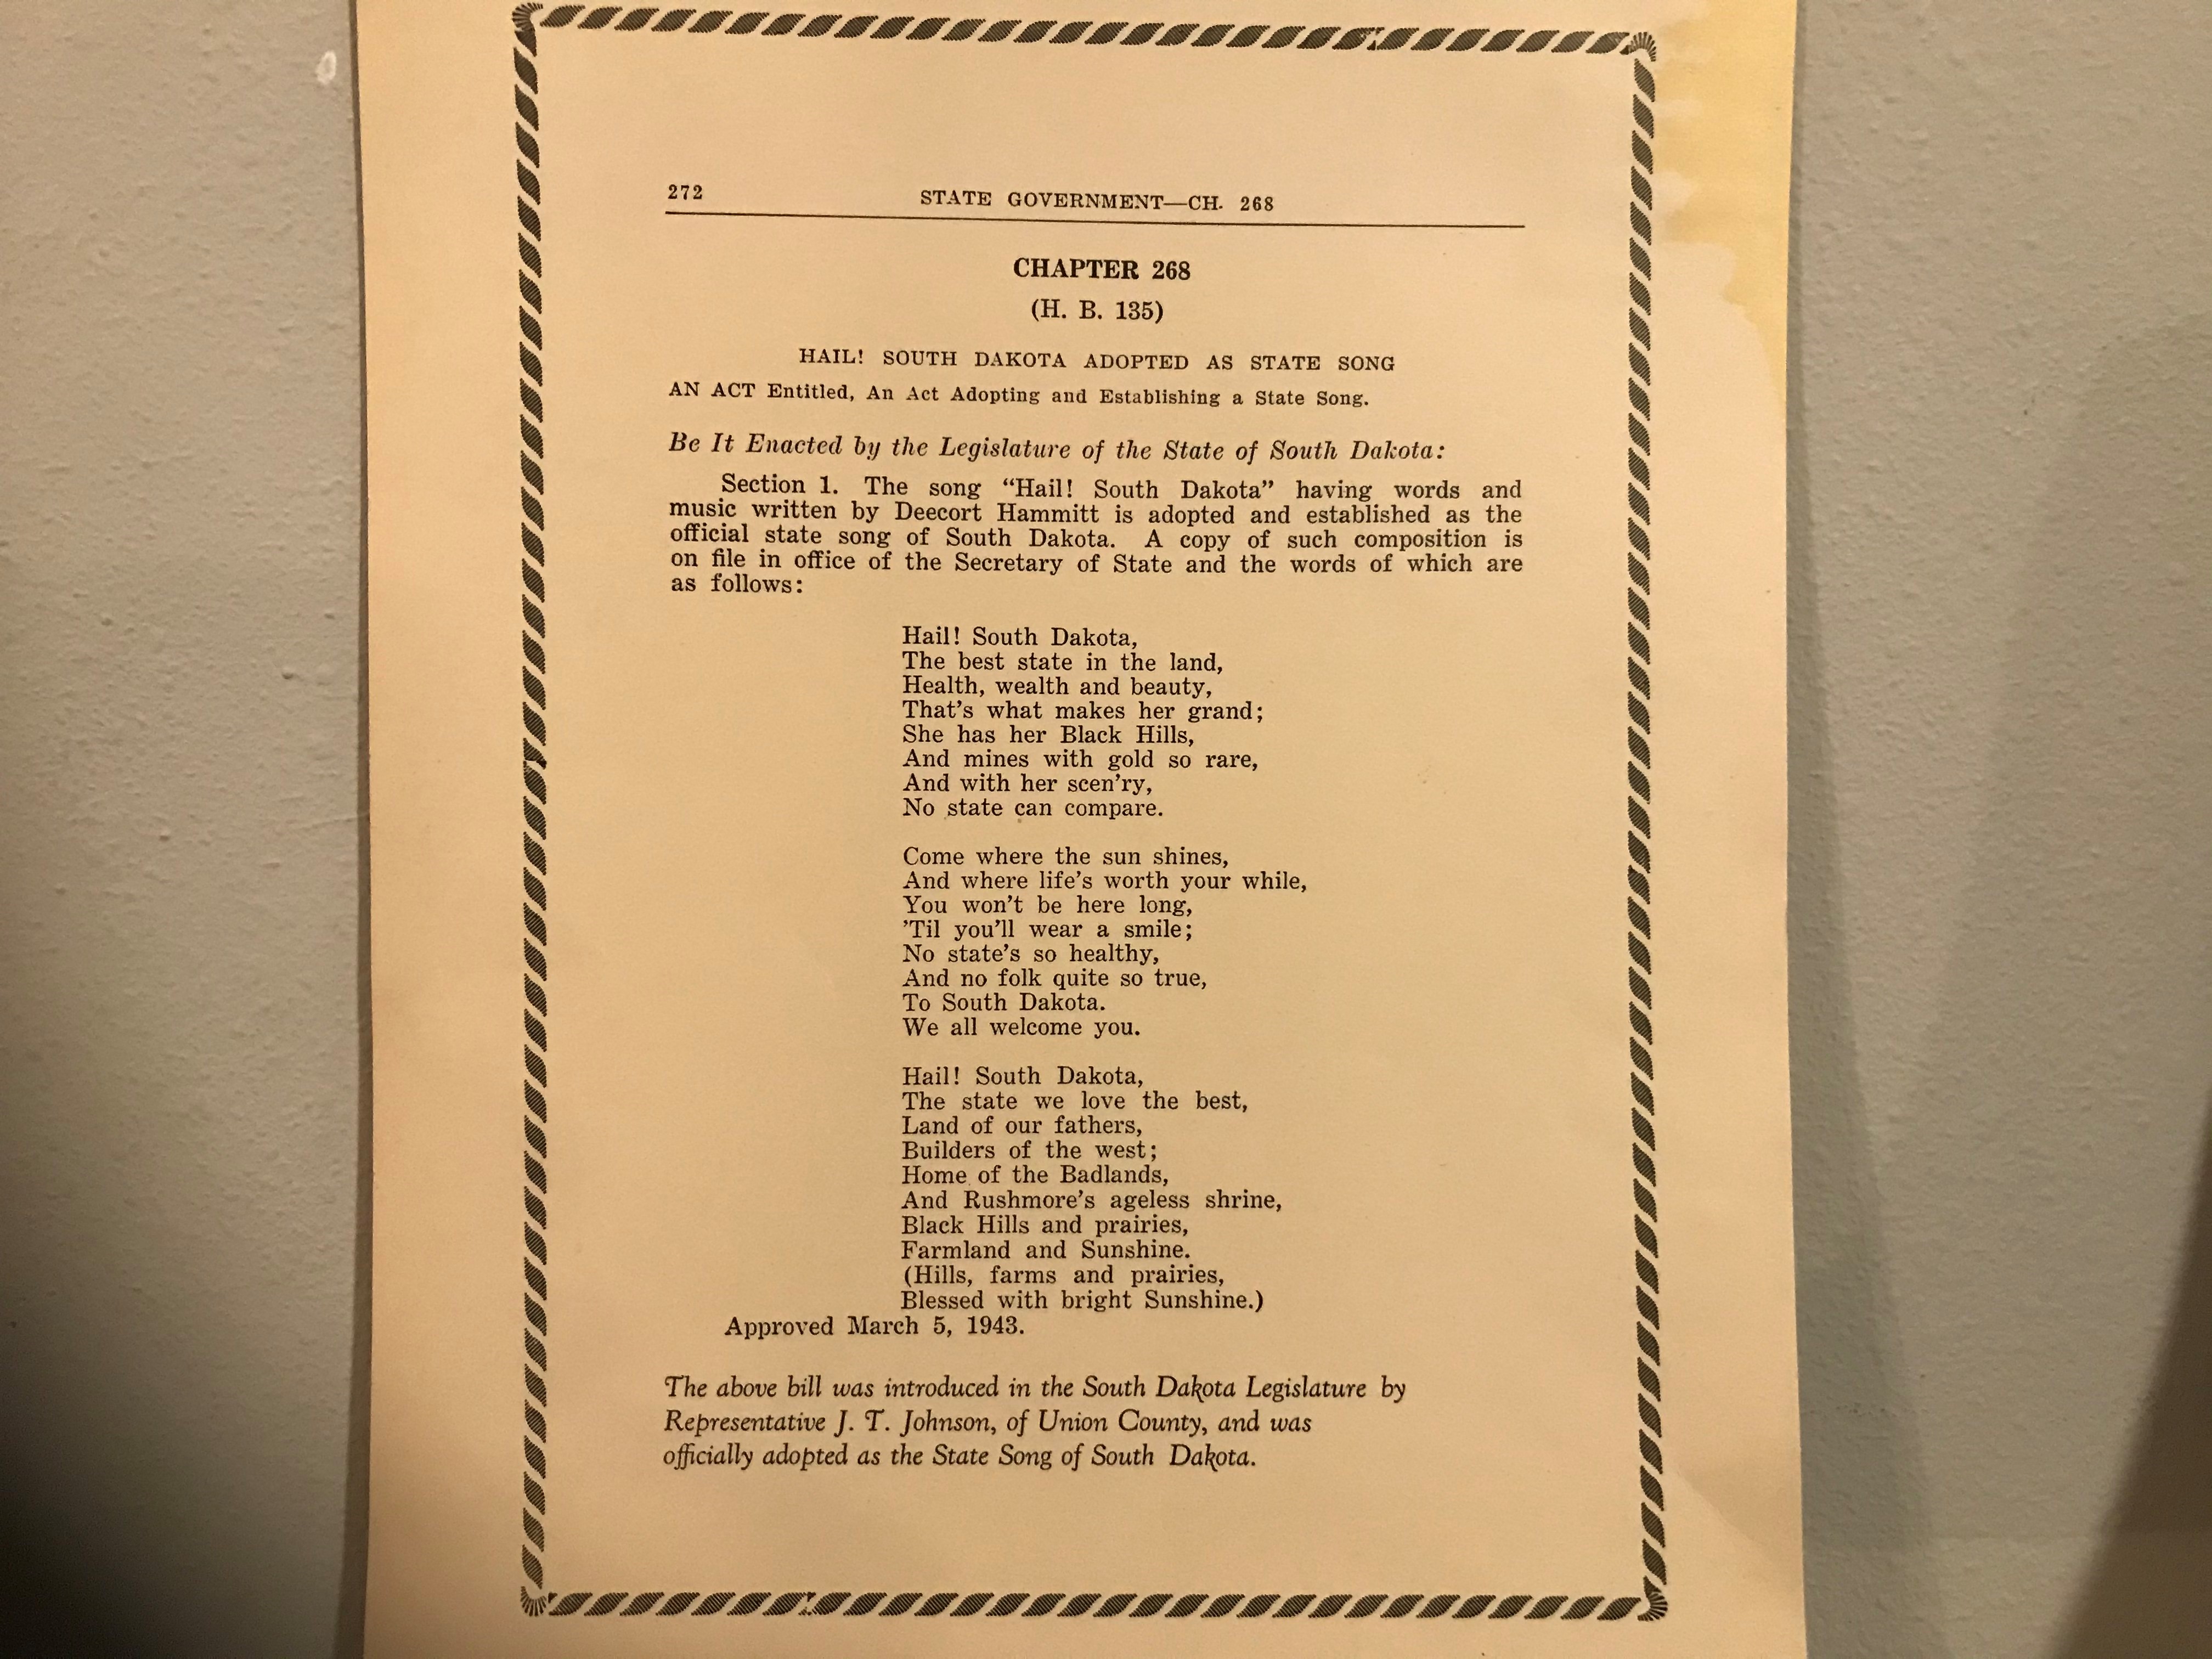 272
STATE GOVERNMENT—CH. 268
CHAPTER 268
(H. B. 135)
HAIL! SOUTH DAKOTA ADOPTED AS STATE SONG
AN ACT Entitled, An Act Adopting and Establishing a State Song.
Be It Enacted by the Legislature of the State of South Dakota:
Section 1. The song “Hail! South Dakota” having words and
music written by Deecort Hammitt is adopted and established as the
official state song of South Dakota. A copy of such composition is
on file in office of the Secretary of State and the words of which are
as follows:
Hail! South Dakota,
The best state in the land,
Health, wealth and beauty,
That’s what makes her grand;
She has her Black Hills,
And mines with gold so rare,
And with her scen’ry,
No state can compare.
Come where the sun shines,
And where life’s worth your while,
You won’t be here long,
’Til you’ll wear a smile;
No state’s so healthy,
And no folk quite so true,
To South Dakota.
We all welcome you.
Hail! South Dakota,
The state we love the best,
Land of our fathers,
Builders of the west;
Home of the Badlands,
And Rushmore’s ageless shrine,
Black Hills and prairies,
Farmland and Sunshine.
(Hills, farms and prairies,
Blessed with bright Sunshine.)
Approved March 5, 1943.
The above bill was introduced in the South Dakota Legislature by
Representative J. T. Johnson, of Union County, and was
officially adopted as the State Song of South Dakota.